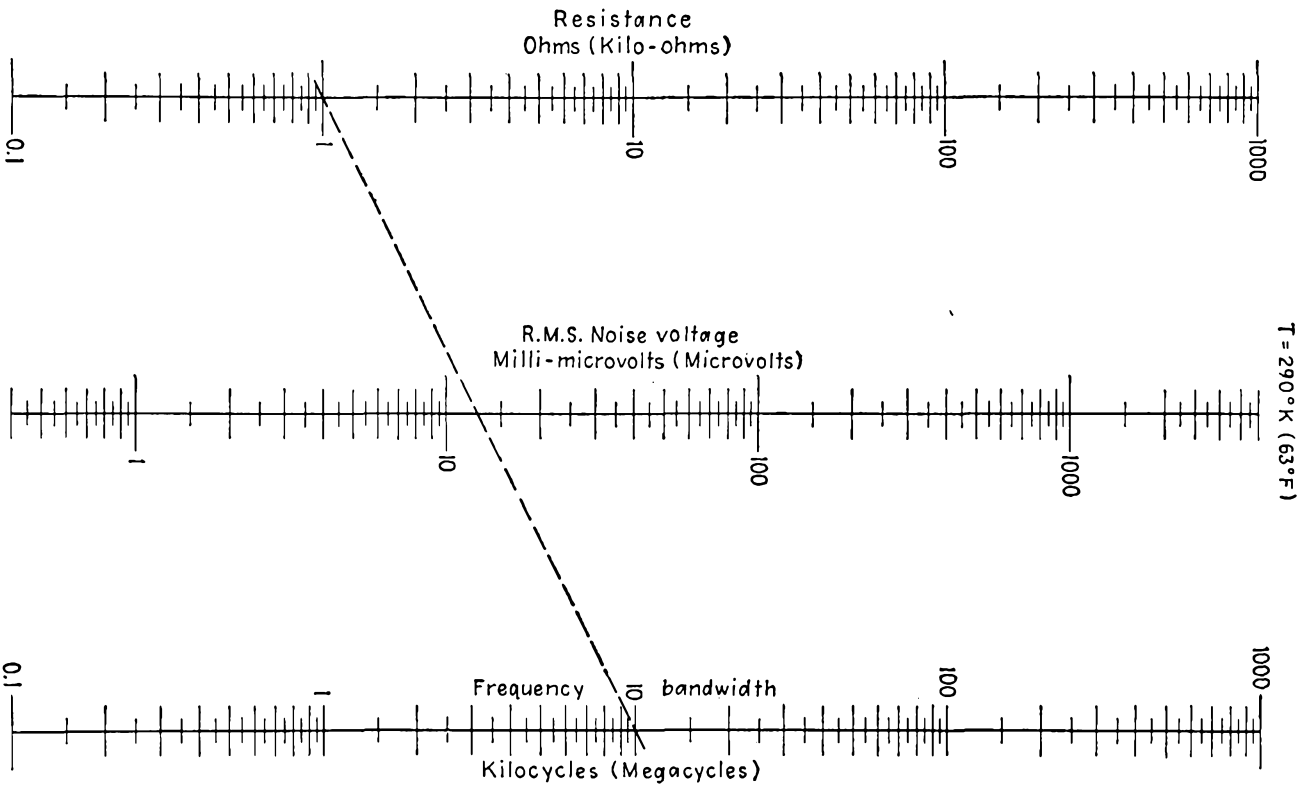 Resistance
Ohms (Kilo-ohms)
0.1 1 10 100 1000
R.M.S. Noise voltage
Milli-microvolts (Microvolts)
1 10 100 1000
T = 290°K (63°F)
0.1 1 Frequency 10 bandwidth 100 1000
Kilocycles (Megacycles)